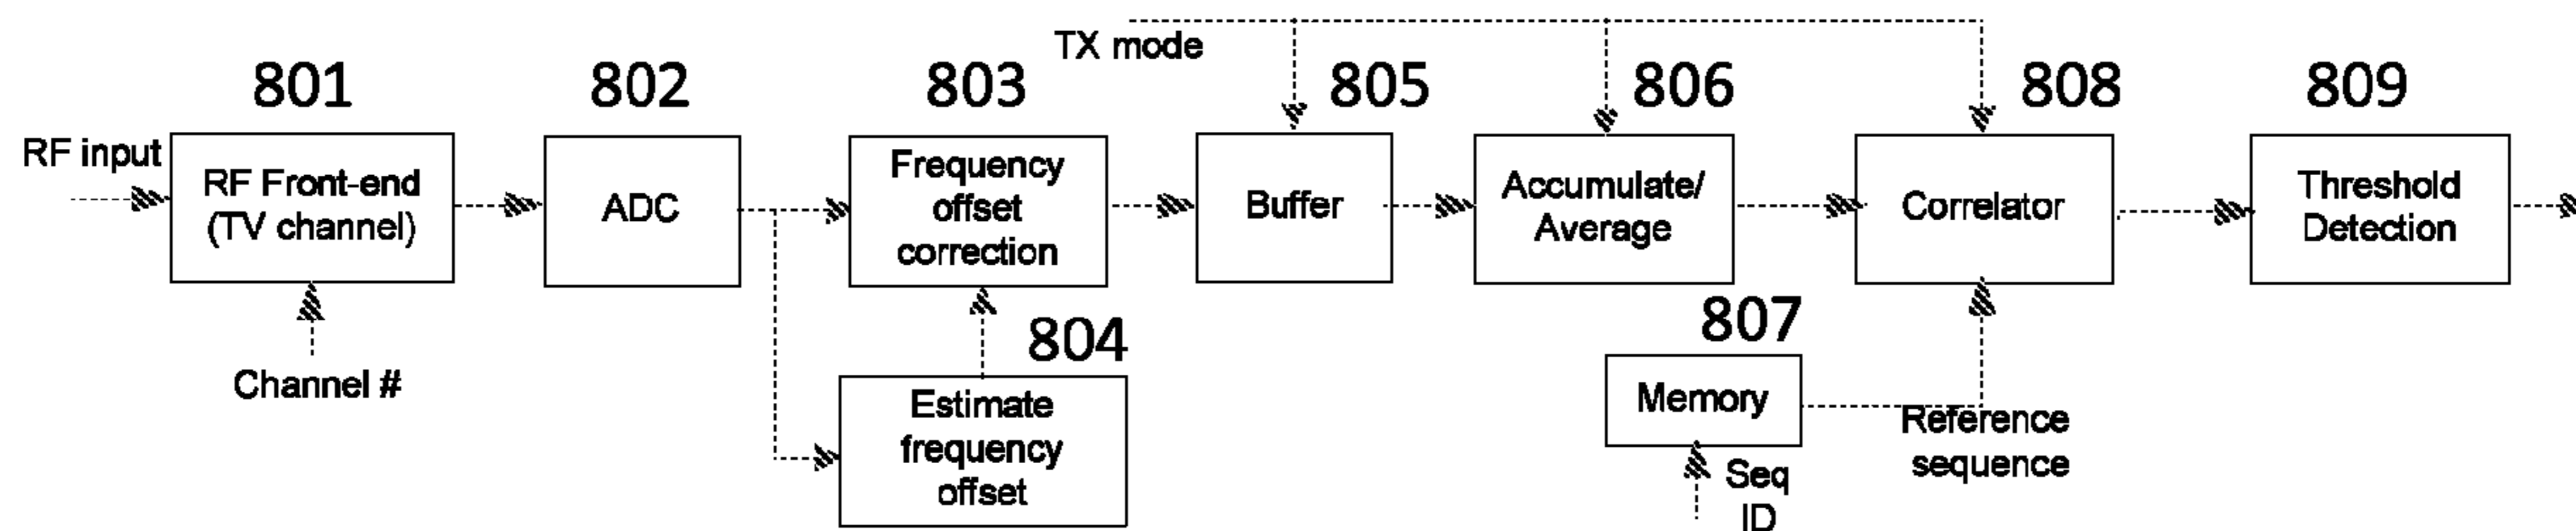 TX mode
801
802
803
805
806
808
809
RF input
RF Front-end
(TV channel)
ADC
Frequency
offset
correction
Buffer
Accumulate/
Average
Correlator
Threshold
Detection
Channel #
804
Estimate
frequency
offset
807
Memory
Reference
sequence
Seq
ID